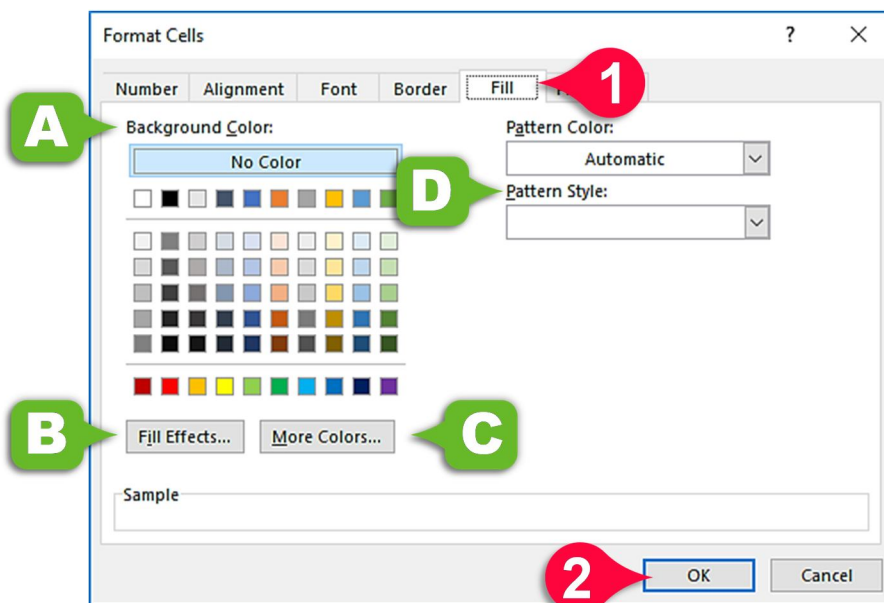 Format Cells ?
Number Alignment Font Border Fill 1
A Background Color:
No Color
Pattern Color:
Automatic
D Pattern Style:
B Fill Effects... More Colors... C
Sample
2 OK Cancel